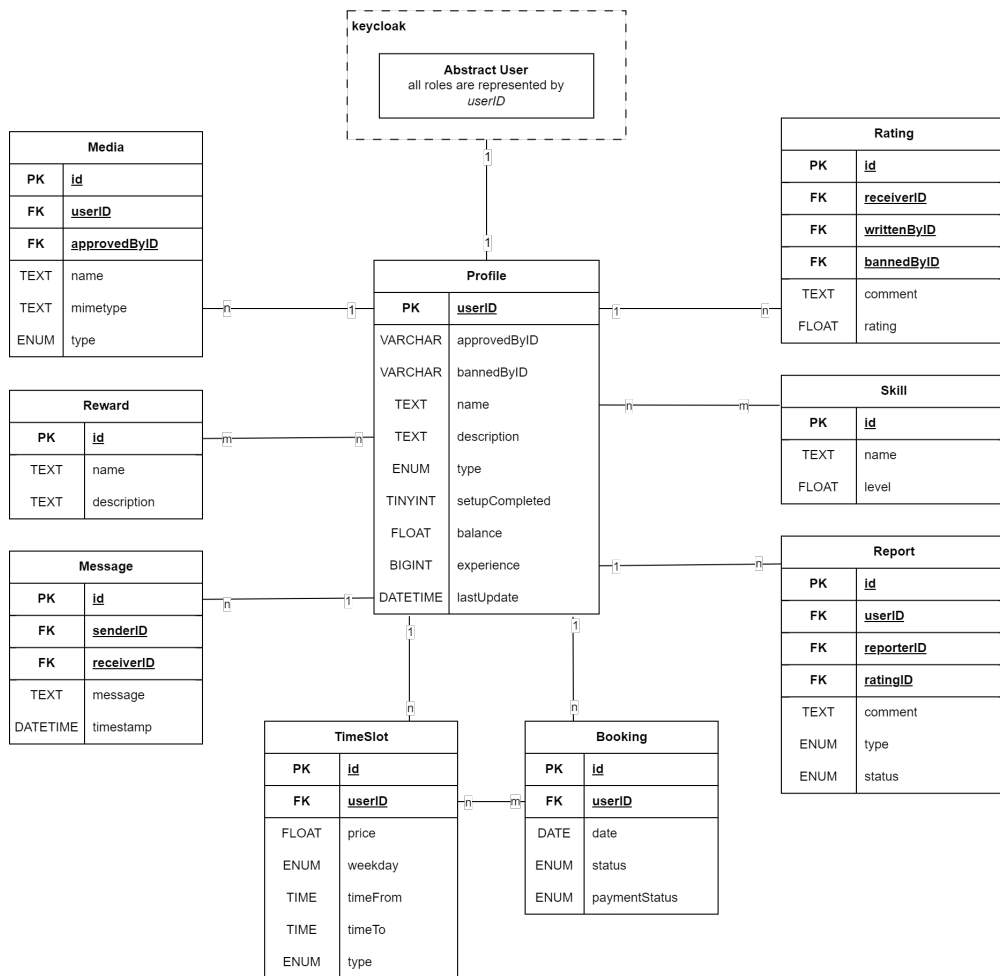 keycloak
Abstract User
all roles are represented by
userID
1
1
Media
PK id
FK userID
FK approvedByID
TEXT name
TEXT mimetype
ENUM type
n 1
Reward
PK id
TEXT name
TEXT description
m n
Message
PK id
FK senderID
FK receiverID
TEXT message
DATETIME timestamp
n 1
Profile
PK userID
VARCHAR approvedByID
VARCHAR bannedByID
TEXT name
TEXT description
ENUM type
TINYINT setupCompleted
FLOAT balance
BIGINT experience
DATETIME lastUpdate
1 n
Rating
PK id
FK receiverID
FK writtenByID
FK bannedByID
TEXT comment
FLOAT rating
n m
Skill
PK id
TEXT name
FLOAT level
1 n
Report
PK id
FK userID
FK reporterID
FK ratingID
TEXT comment
ENUM type
ENUM status
1
n
TimeSlot
PK id
FK userID
FLOAT price
ENUM weekday
TIME timeFrom
TIME timeTo
ENUM type
n m
1
n
Booking
PK id
FK userID
DATE date
ENUM status
ENUM paymentStatus